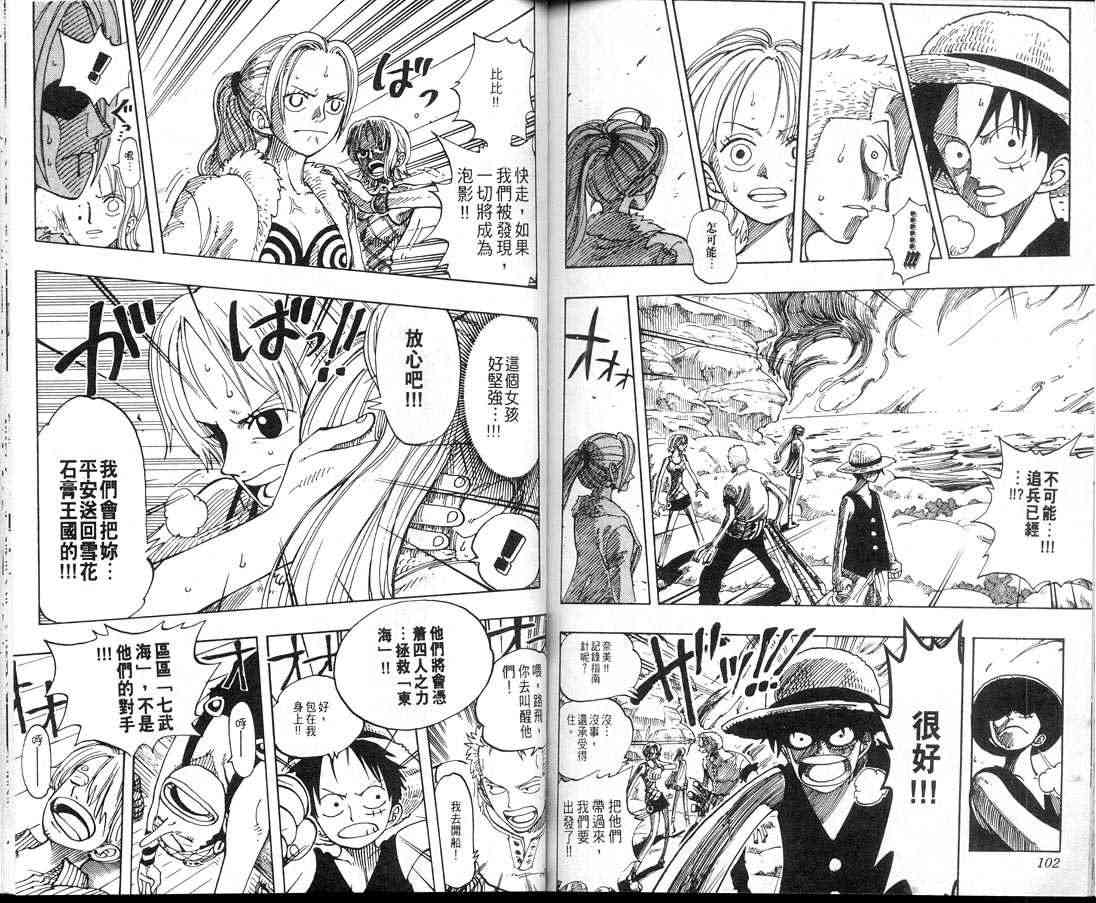 !!!
怎可能…
不可能…!!!
追兵已經
…!!?
オオオ
很好!!!
奈美!!
記錄指南
針呢?
沒…
沒事,
還承受得
住。
把他們
帶過來,
我們要
出發了!!
102
比比!!
ばっ
快走,如果
我們被發現,
一切將成為
泡影!!
!
嗯…
這個女孩
好堅強…!!!
がばっ!!
放心吧!!!
!
我們會把妳…
平安送回雪花
石膏王國的!!!
喂,路飛,
你去叫醒他
們!
我去開船!
他們將會憑
蕭四人之力
…拯救「東
海」!!
好,
包在我
身上!!
區區「七武
海」,不是
他們的對手
!!!
呼—
呼—